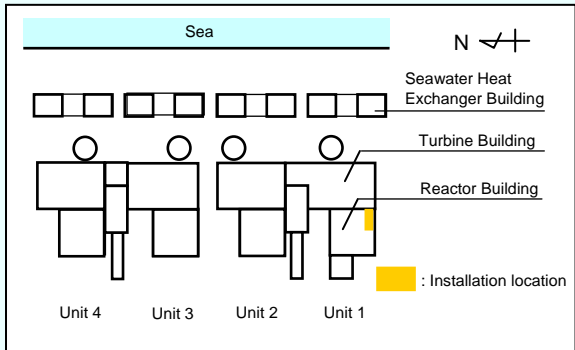 Sea
N
Seawater Heat
Exchanger Building
Turbine Building
Reactor Building
: Installation location
Unit 4
Unit 3
Unit 2
Unit 1